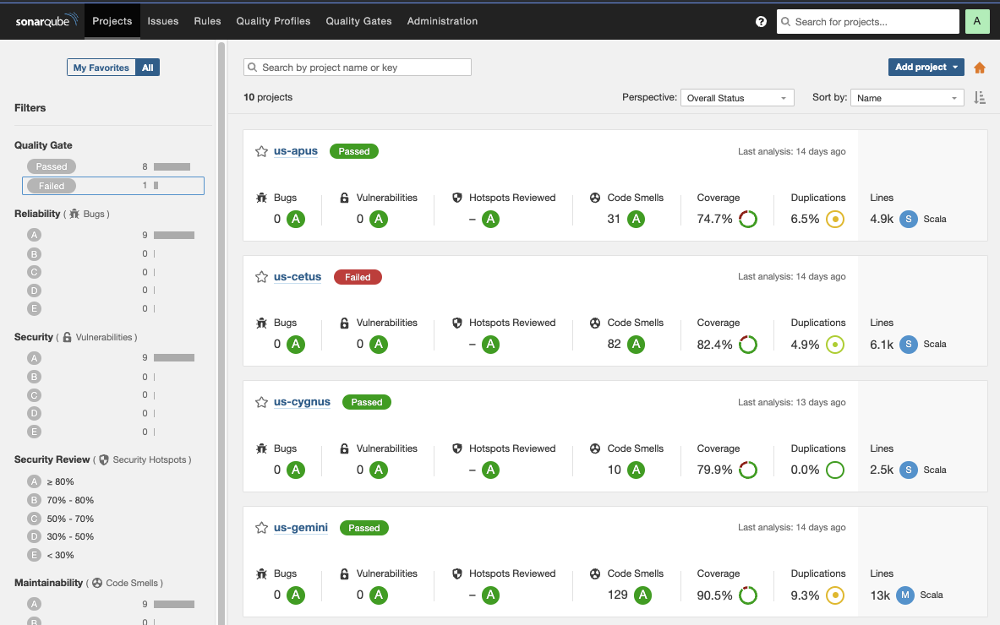 sonarqube Projects Issues Rules Quality Profiles Quality Gates Administration ? Search for projects... A
My Favorites All
Filters
Quality Gate
Passed 8
Failed 1
Reliability ( Bugs )
A 9
B 0
C 0
D 0
E 0
Security ( Vulnerabilities )
A 9
B 0
C 0
D 0
E 0
Security Review ( Security Hotspots )
A ≥ 80%
B 70% - 80%
C 50% - 70%
D 30% - 50%
E < 30%
Maintainability ( Code Smells )
A 9
B 0
Search by project name or key Add project
10 projects Perspective: Overall Status Sort by: Name
us-apus Passed Last analysis: 14 days ago
Bugs Vulnerabilities Hotspots Reviewed Code Smells Coverage Duplications Lines
0 A 0 A – A 31 A 74.7% 6.5% 4.9k S Scala
us-cetus Failed Last analysis: 14 days ago
Bugs Vulnerabilities Hotspots Reviewed Code Smells Coverage Duplications Lines
0 A 0 A – A 82 A 82.4% 4.9% 6.1k S Scala
us-cygnus Passed Last analysis: 13 days ago
Bugs Vulnerabilities Hotspots Reviewed Code Smells Coverage Duplications Lines
0 A 0 A – A 10 A 79.9% 0.0% 2.5k S Scala
us-gemini Passed Last analysis: 14 days ago
Bugs Vulnerabilities Hotspots Reviewed Code Smells Coverage Duplications Lines
0 A 0 A – A 129 A 90.5% 9.3% 13k M Scala